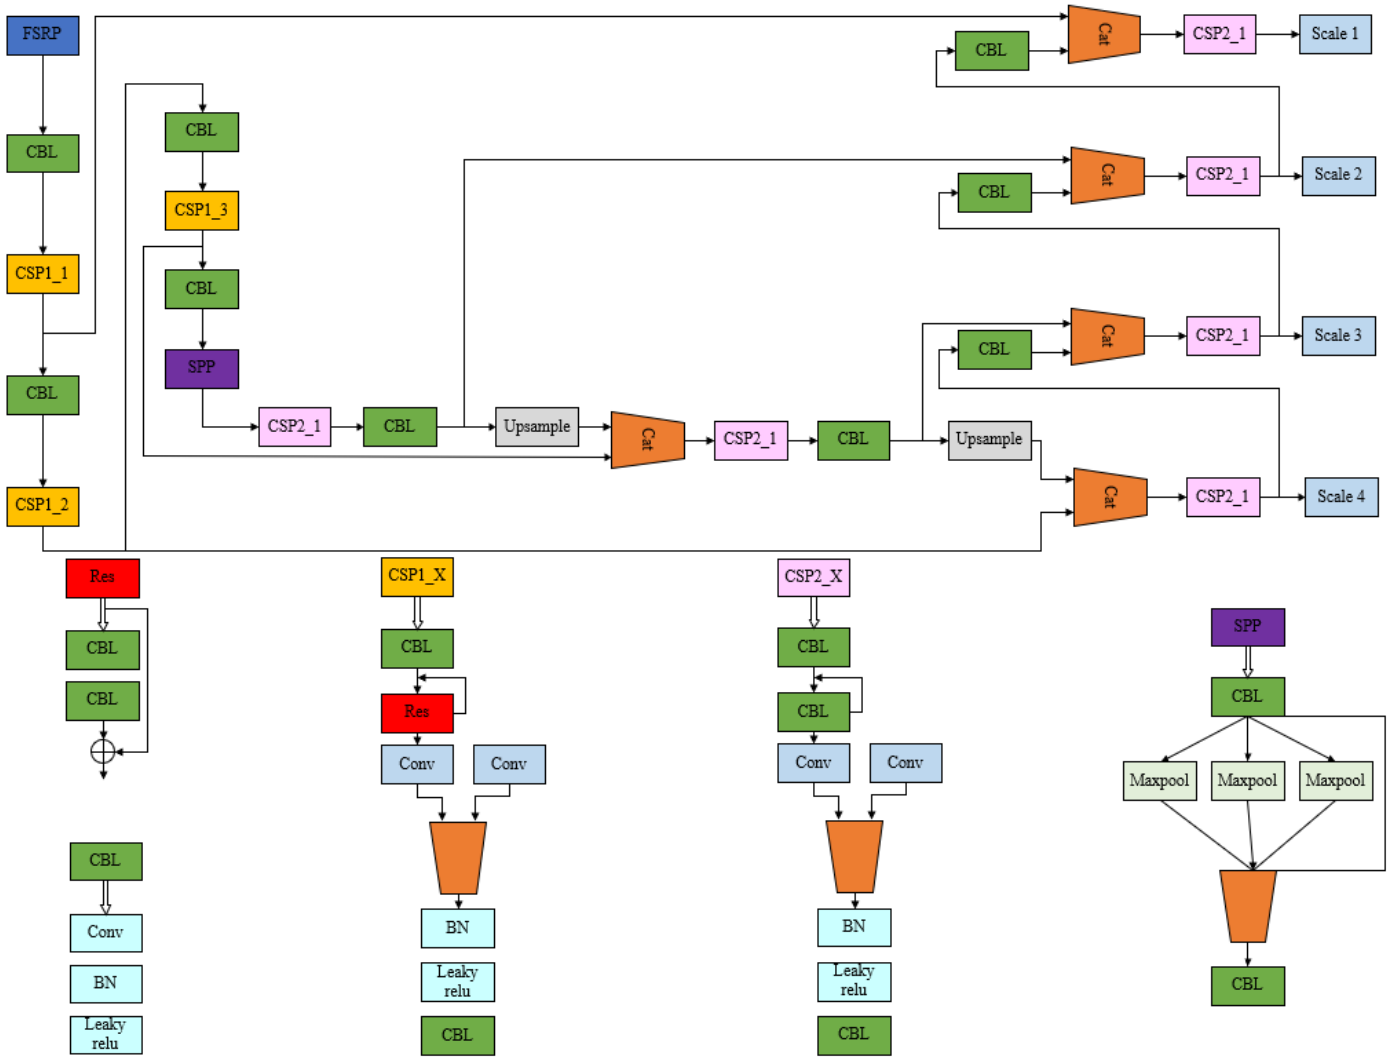 FSRP
CBL
CSP1_1
CBL
CSP1_2
CBL
CSP1_3
CBL
SPP
CSP2_1
CBL
Upsample
Cat
CSP2_1
CBL
Upsample
CBL
Cat
CSP2_1
Scale 1
CBL
Cat
CSP2_1
Scale 2
CBL
Cat
CSP2_1
Scale 3
Cat
CSP2_1
Scale 4
Res
CBL
CBL
CBL
Conv
BN
Leaky
relu
CSP1_X
CBL
Res
Conv
Conv
BN
Leaky
relu
CBL
CSP2_X
CBL
CBL
Conv
Conv
BN
Leaky
relu
CBL
SPP
CBL
Maxpool
Maxpool
Maxpool
CBL